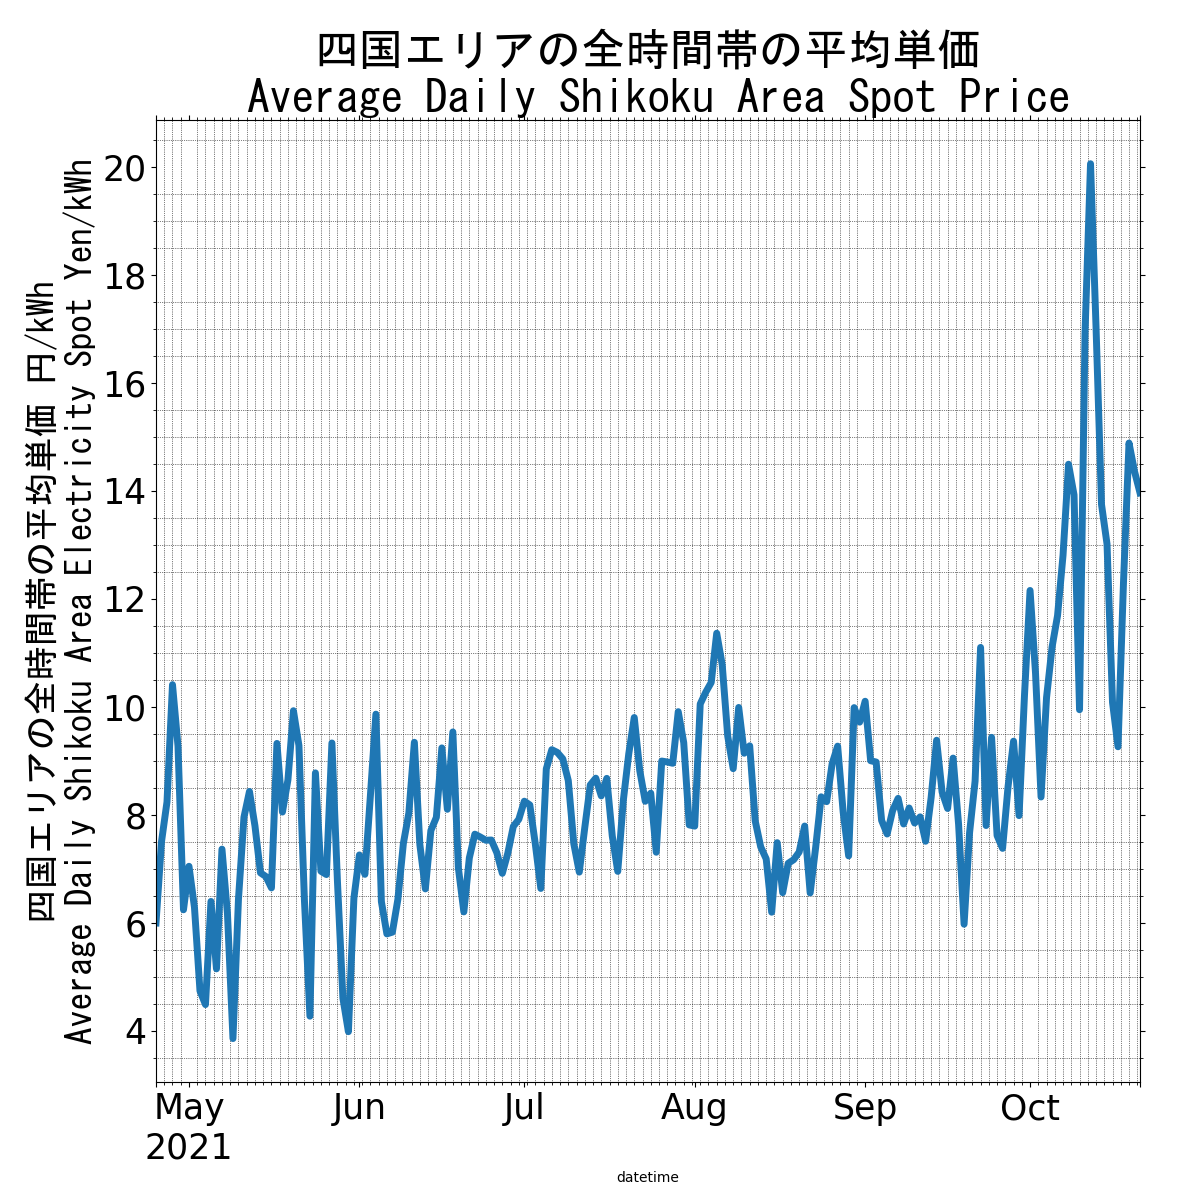 四国エリアの全時間帯の平均単価
Average Daily Shikoku Area Spot Price
四国エリアの全時間帯の平均単価 円/kWh
Average Daily Shikoku Area Electricity Spot Yen/kWh
20
18
16
14
12
10
8
6
4
May
2021
Jun
Jul
Aug
Sep
Oct
datetime